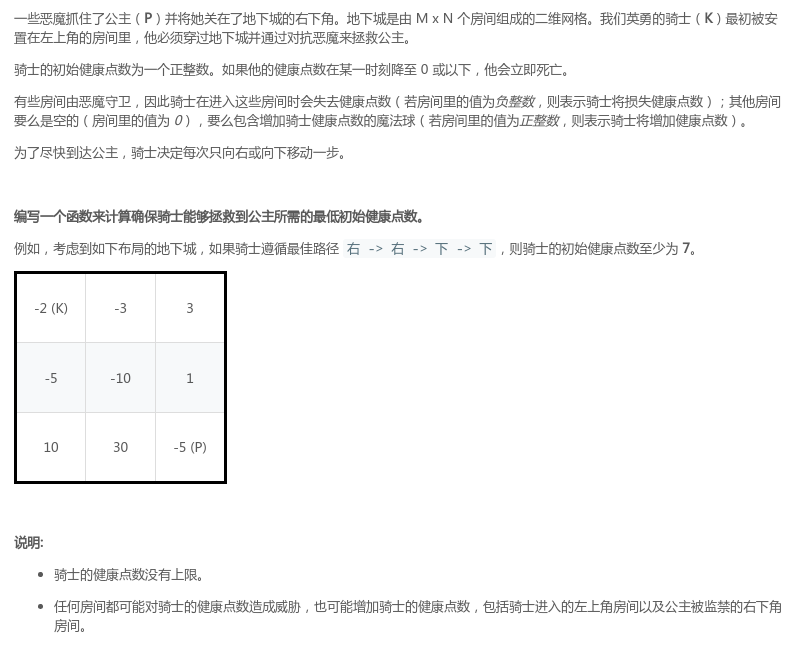 一些恶魔抓住了公主（P）并将她关在了地下城的右下角。地下城是由 M x N 个房间组成的二维网格。我们英勇的骑士（K）最初被安
置在左上角的房间里，他必须穿过地下城并通过对抗恶魔来拯救公主。
骑士的初始健康点数为一个正整数。如果他的健康点数在某一时刻降至 0 或以下，他会立即死亡。
有些房间由恶魔守卫，因此骑士在进入这些房间时会失去健康点数（若房间里的值为负整数，则表示骑士将损失健康点数）；其他房间
要么是空的（房间里的值为 0），要么包含增加骑士健康点数的魔法球（若房间里的值为正整数，则表示骑士将增加健康点数）。
为了尽快到达公主，骑士决定每次只向右或向下移动一步。
编写一个函数来计算确保骑士能够拯救到公主所需的最低初始健康点数。
例如，考虑到如下布局的地下城，如果骑士遵循最佳路径 右 -> 右 -> 下 -> 下，则骑士的初始健康点数至少为 7。
-2 (K) -3 3
-5 -10 1
10 30 -5 (P)
说明:
• 骑士的健康点数没有上限。
• 任何房间都可能对骑士的健康点数造成威胁，也可能增加骑士的健康点数，包括骑士进入的左上角房间以及公主被监禁的右下角
房间。